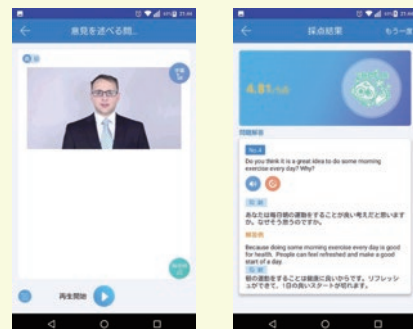 21:44
意見を述べる問...
再生開始
21:44
採点結果
もう一度
4.81
問題解答
No.4
Do you think it is a great idea to do some morning
exercise every day? Why?
あなたは毎日朝の運動をすることが良い考えだと思います
か。なぜそう思うのですか。
解答例
Because doing some morning exercise every day is good
for health. People can feel refreshed and make a good
start of a day.
朝の運動をすることは健康に良いからです。リフレッシ
ュができて、1日の良いスタートが切れます。